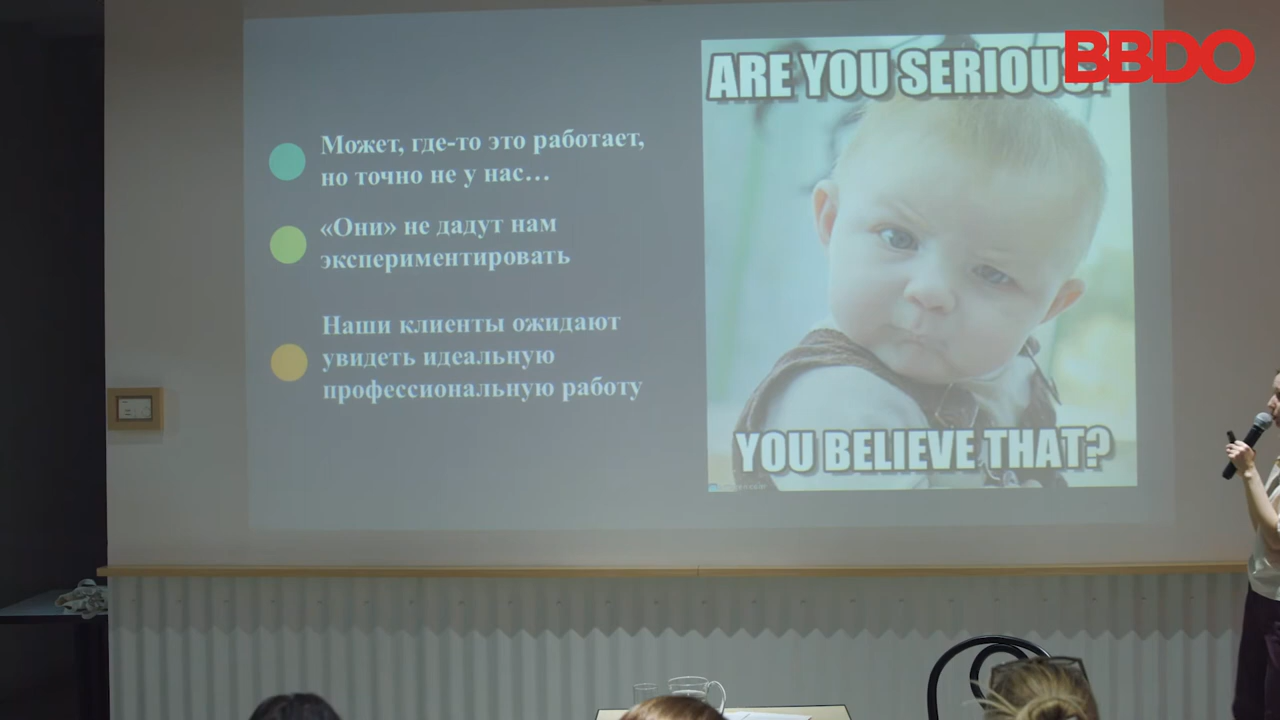 BBDO
Может, где-то это работает,
но точно не у нас...
«Они» не дадут нам
экспериментировать
Наши клиенты ожидают
увидеть идеальную
профессиональную работу
ARE YOU SERIOUS?
YOU BELIEVE THAT?